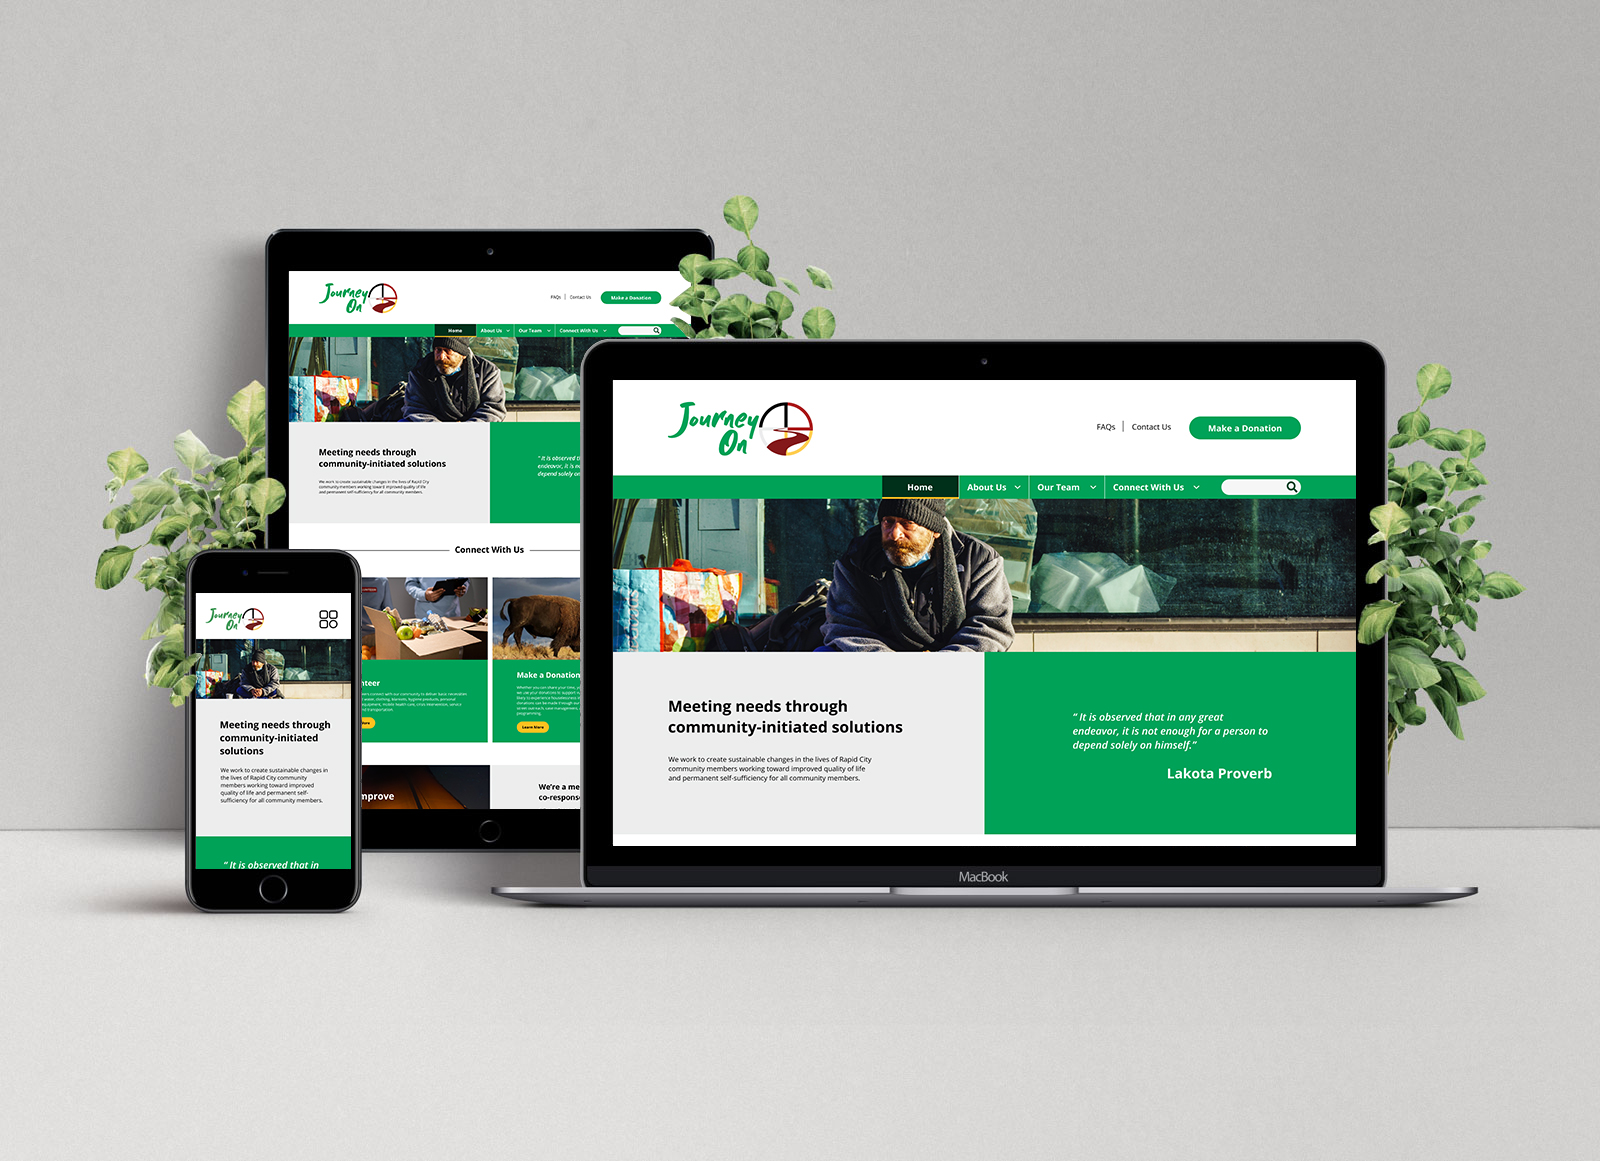 Journey
On
FAQs
Contact Us
Make a Donation
Home
About Us
Our Team
Connect With Us
Meeting needs through
community-initiated solutions
We work to create sustainable changes in the lives of Rapid City
community members working toward improved quality of life
and permanent self-sufficiency for all community members.
“ It is observed th
endeavor, it is no
depend solely on
Connect With Us
nteer
Make a Donation
Learn More
mprove
We're a me
co-respons
Journey
On
Meeting needs through
community-initiated
solutions
We work to create sustainable changes in
the lives of Rapid City community
members working toward improved
quality of life and permanent self-
sufficiency for all community members.
“ It is observed that in
Journey
On
FAQs
Contact Us
Make a Donation
Home
About Us
Our Team
Connect With Us
Meeting needs through
community-initiated solutions
We work to create sustainable changes in the lives of Rapid City
community members working toward improved quality of life
and permanent self-sufficiency for all community members.
“ It is observed that in any great
endeavor, it is not enough for a person to
depend solely on himself.”
Lakota Proverb
MacBook